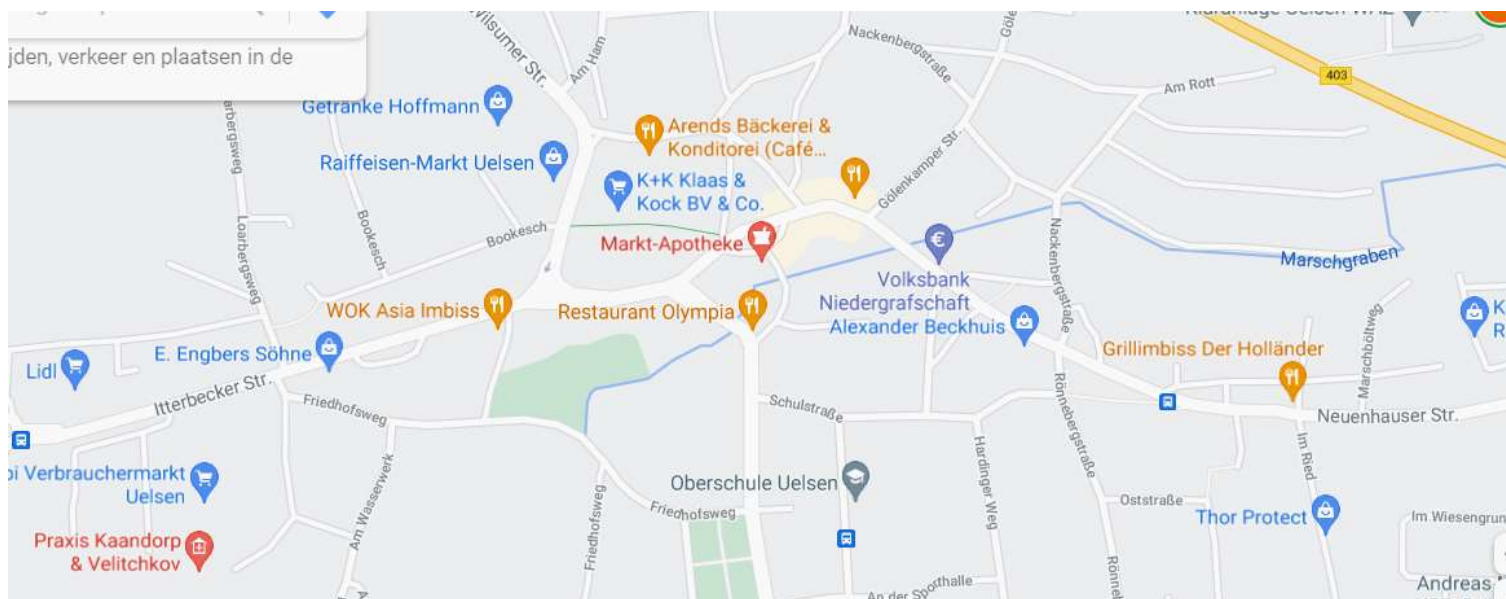 jden, verkeer en plaatsen in de
Wilsumer Str.
Am Ham
Nackenbergstraße
Am Rott
403
Getränke Hoffmann
Raiffeisen-Markt Uelsen
Arends Bäckerei &
Konditorei (Café...
K+K Klaas &
Kock BV & Co.
Gölenkamper Str.
Loarbergsweg
Bookesch
Bookesch
Markt-Apotheke
Volksbank
Niedergrafschaft
Nackenbergstraße
Marschgraben
WOK Asia Imbiss
Restaurant Olympia
Alexander Beckhuis
Marschböltweg
K
R
Lidl
E. Engbers Söhne
Grillimbiss Der Holländer
Itterbecker Str.
Friedhofsweg
Schulstraße
Rönnebergstraße
Neuenhauser Str.
Im Ried
pi Verbrauchermarkt
Uelsen
Am Wasserwerk
Friedhofsweg
Friedhofsweg
Oberschule Uelsen
Hardinger Weg
Oststraße
Thor Protect
Im Wiesengrun
Praxis Kaandorp
& Velitchkov
An der Sporthalle
Rönne
Andreas